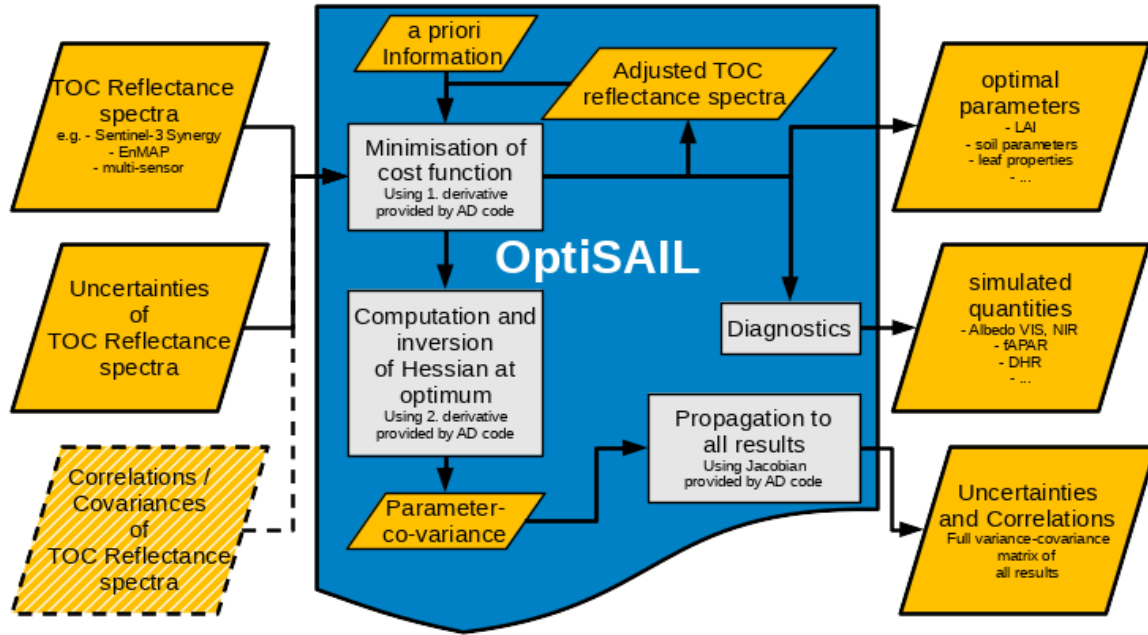 TOC Reflectance
spectra
e.g. - Sentinel-3 Synergy
- EnMAP
- multi-sensor
Uncertainties
of
TOC Reflectance
spectra
Correlations /
Covariances
of
TOC Reflectance
spectra
a priori
Information
Adjusted TOC
reflectance spectra
Minimisation of
cost function
Using 1. derivative
provided by AD code
OptiSAIL
Computation and
inversion
of Hessian at
optimum
Using 2. derivative
provided by AD code
Diagnostics
Propagation to
all results
Using Jacobian
provided by AD code
Parameter-
co-variance
optimal
parameters
- LAI
- soil parameters
- leaf properties
- ...
simulated
quantities
- Albedo VIS, NIR
- fAPAR
- DHR
- ...
Uncertainties
and Correlations
Full variance-covariance
matrix of
all results